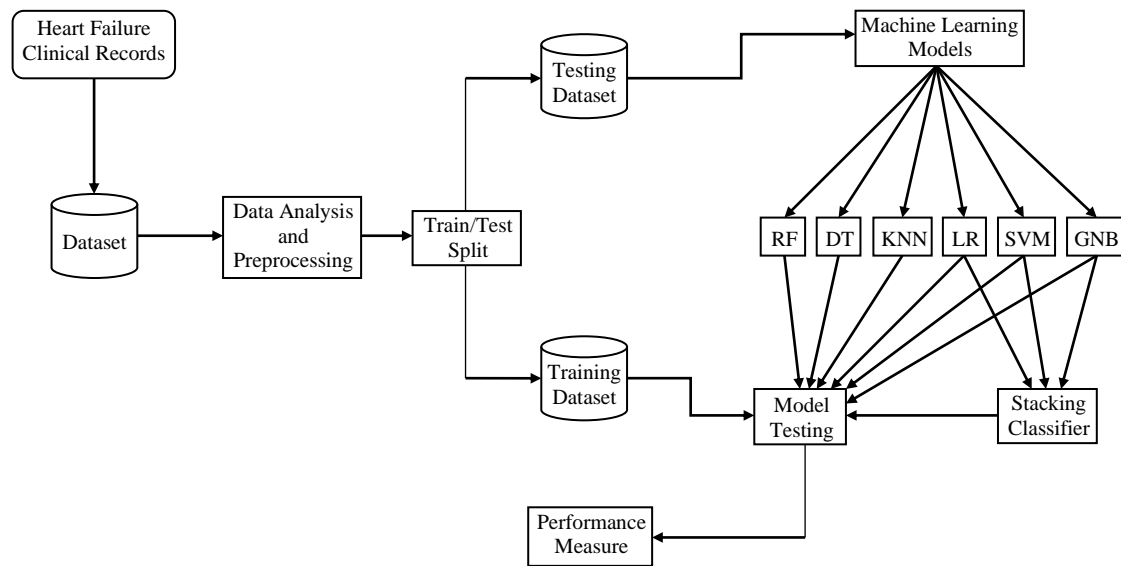 Heart Failure
Clinical Records
Machine Learning
Models
Testing
Dataset
Dataset
Data Analysis
and
Preprocessing
Train/Test
Split
RF
DT
KNN
LR
SVM
GNB
Training
Dataset
Model
Testing
Stacking
Classifier
Performance
Measure